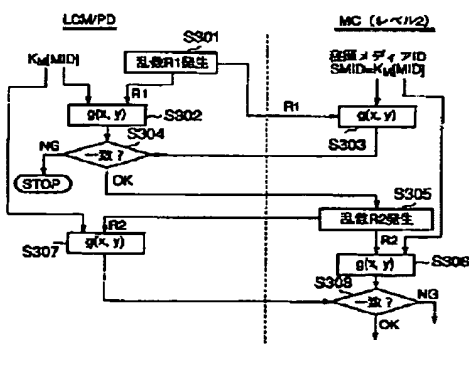 LCM/PD
MC (レベル2)
KM[MID]
S301
乱数R1発生
秘匿メディアID
SMID=KM[MID]
R1
R1
g(x, y)
S302
g(x, y)
S303
S304
NG
一致?
STOP
OK
S305
乱数R2発生
R2
R2
g(x, y)
S307
g(x, y)
S306
S308
一致?
NG
OK